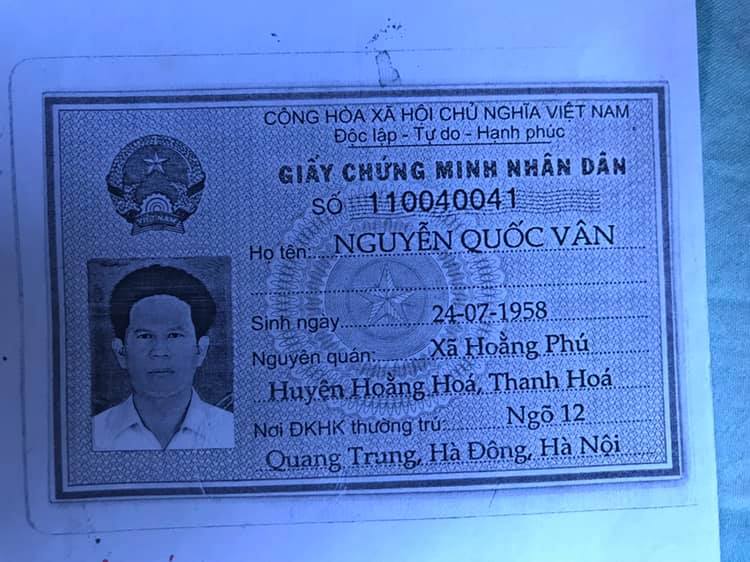 CỘNG HÒA XÃ HỘI CHỦ NGHĨA VIỆT NAM
Độc lập - Tự do - Hạnh phúc
GIẤY CHỨNG MINH NHÂN DÂN
SỐ 110040041
Họ tên: NGUYỄN QUỐC VÂN
Sinh ngày 24-07-1958
Nguyên quán: Xã Hoằng Phú
Huyện Hoằng Hoá, Thanh Hoá
Nơi ĐKHK thường trú: Ngõ 12
Quang Trung, Hà Đông, Hà Nội